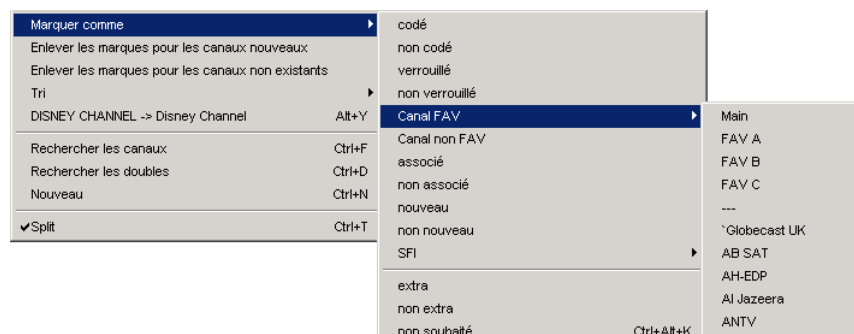 Marquer comme
Enlever les marques pour les canaux nouveaux
Enlever les marques pour les canaux non existants
Tri
DISNEY CHANNEL -> Disney Channel Alt+Y
Rechercher les canaux Ctrl+F
Rechercher les doubles Ctrl+D
Nouveau Ctrl+N
Split Ctrl+T
codé
non codé
verrouillé
non verrouillé
Canal FAV
Canal non FAV
associé
non associé
nouveau
non nouveau
SFI
extra
non extra
non souhaité Ctrl+Alt+K
Main
FAV A
FAV B
FAV C
---
`Globecast UK
AB SAT
AH-EDP
Al Jazeera
ANTV